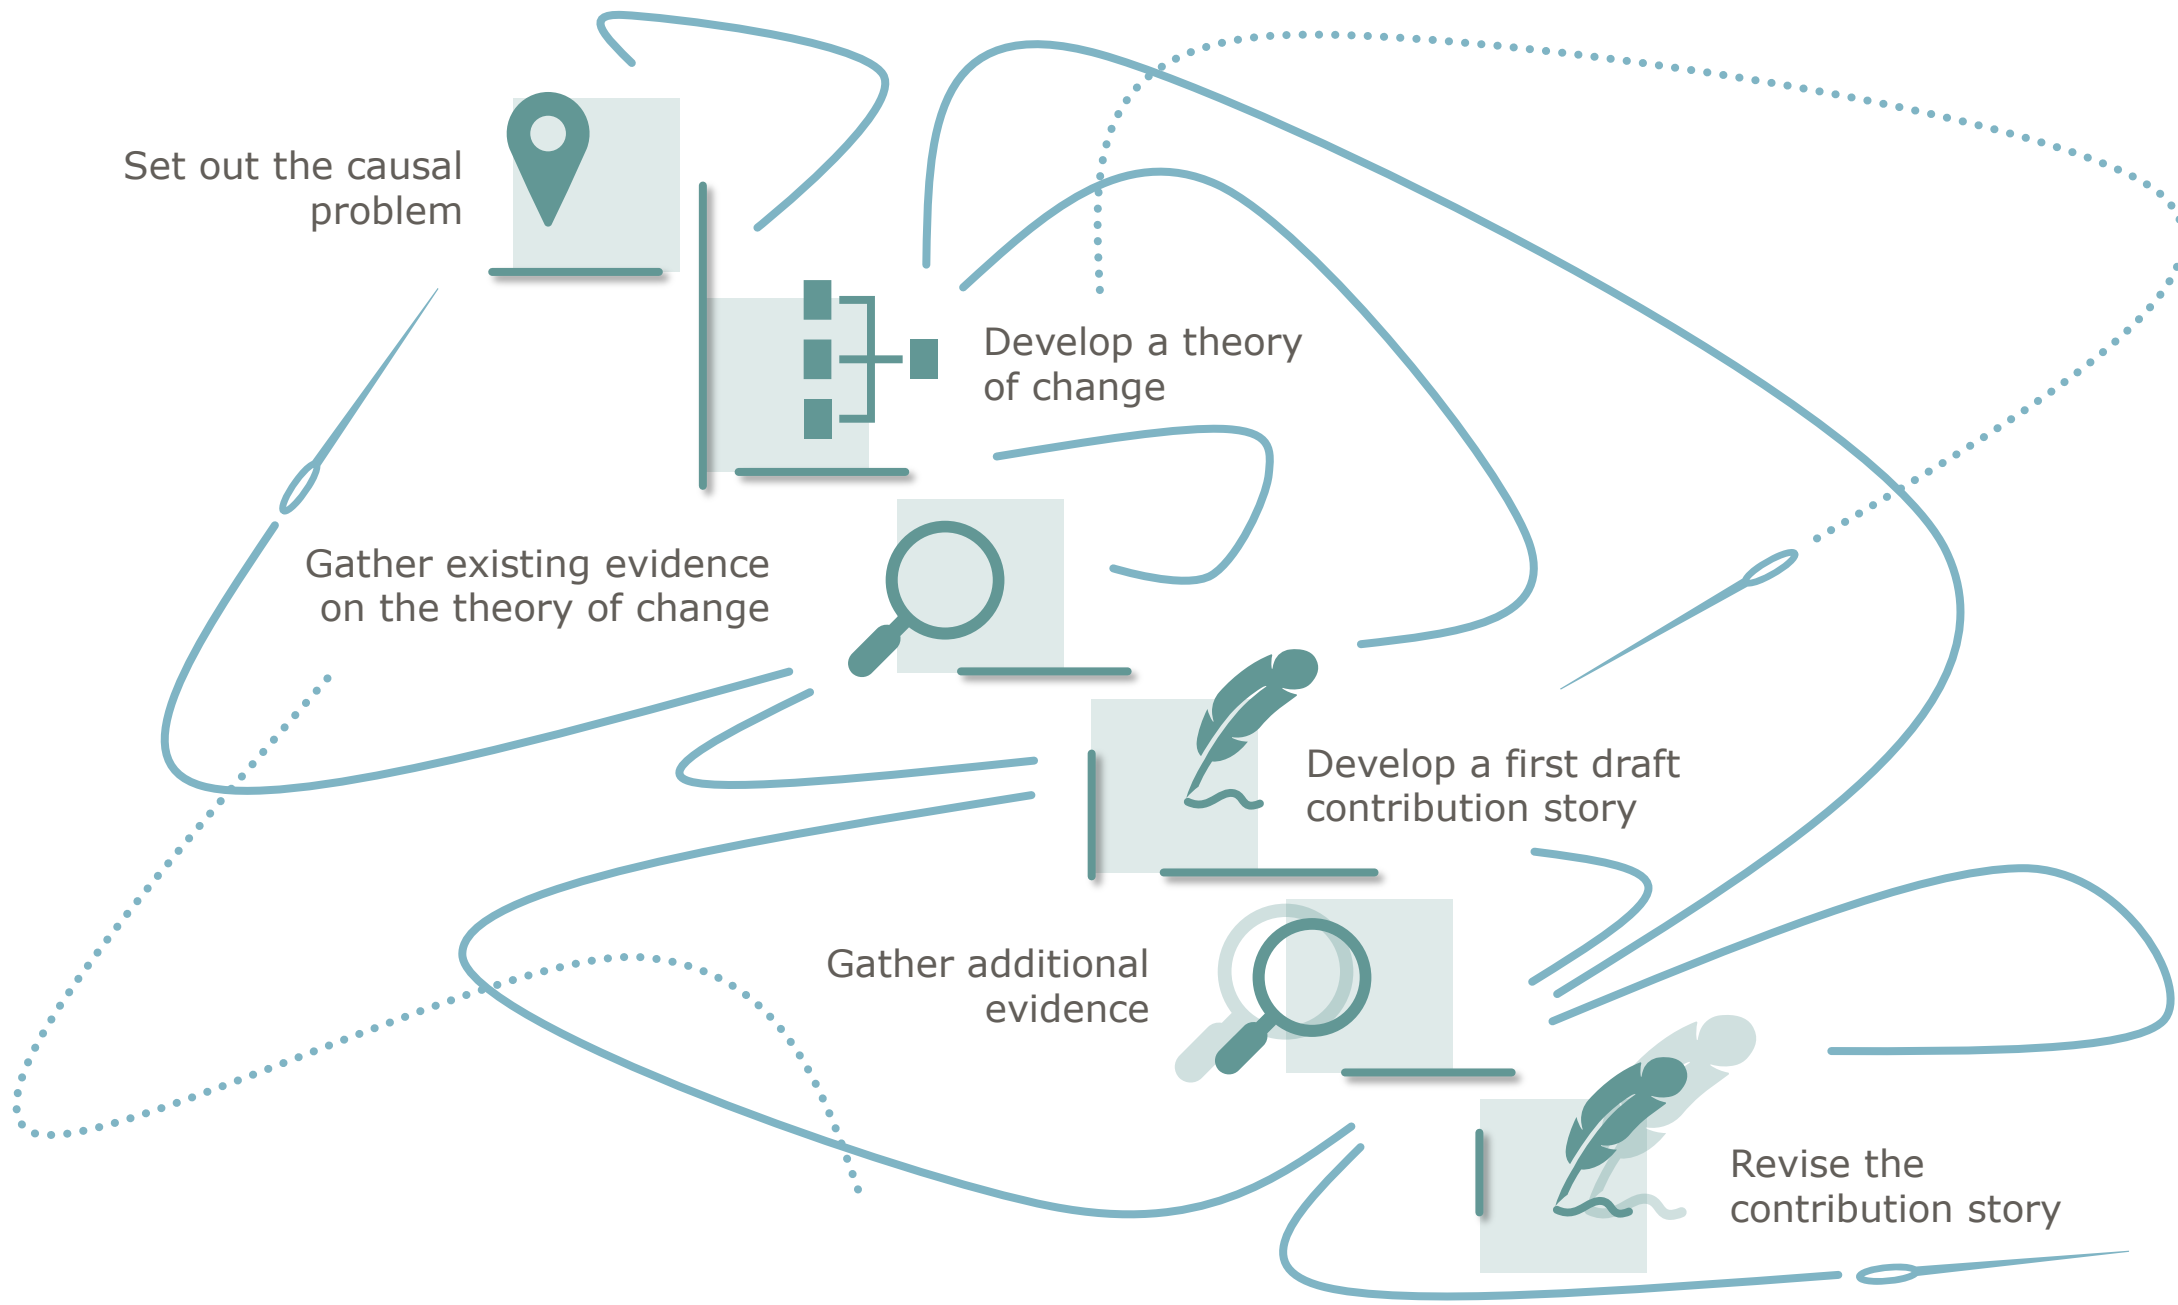 Set out the causal
problem
Develop a theory
of change
Gather existing evidence
on the theory of change
Develop a first draft
contribution story
Gather additional
evidence
Revise the
contribution story